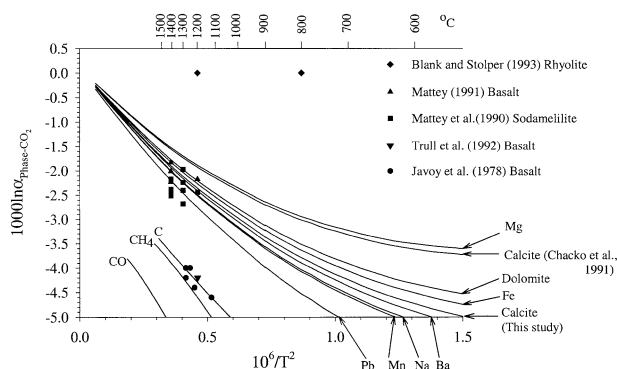 °C
1500 1400 1300 1200 1100 1000 900 800 700 600
0.5
0.0
-0.5
-1.0
-1.5
-2.0
-2.5
-3.0
-3.5
-4.0
-4.5
-5.0
1000lnα Phase-CO₂
Blank and Stolper (1993) Rhyolite
Mattey (1991) Basalt
Mattey et al.(1990) Sodamelilite
Trull et al. (1992) Basalt
Javoy et al (1978) Basalt
C
CH4
CO
Mg
Calcite (Chacko et al., 1991)
Dolomite
Fe
Calcite
(This study)
0.0 0.5 1.0 1.5
Pb Mn Na Ba
10⁶/T²